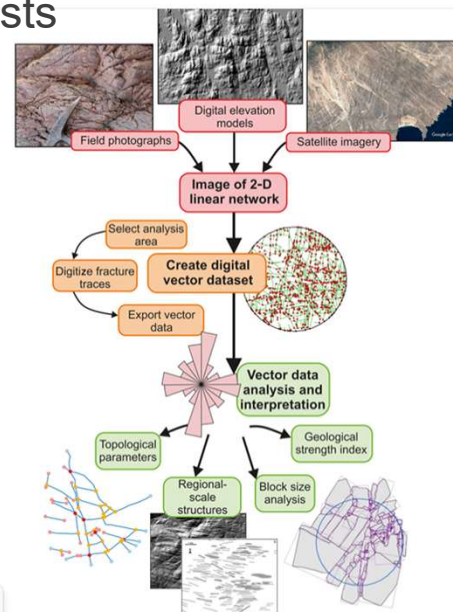 sts
Digital elevation
models
Field photographs
Satellite imagery
Image of 2-D
linear network
Select analysis
area
Digitize fracture
traces
Create digital
vector dataset
Export vector
data
Vector data
analysis and
interpretation
Topological
parameters
Geological
strength index
Regional-
scale
structures
Block size
analysis